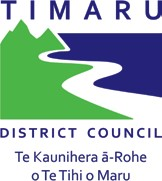 TIMARU
DISTRICT COUNCIL
Te Kaunihera ā-Rohe
o Te Tihi o Maru